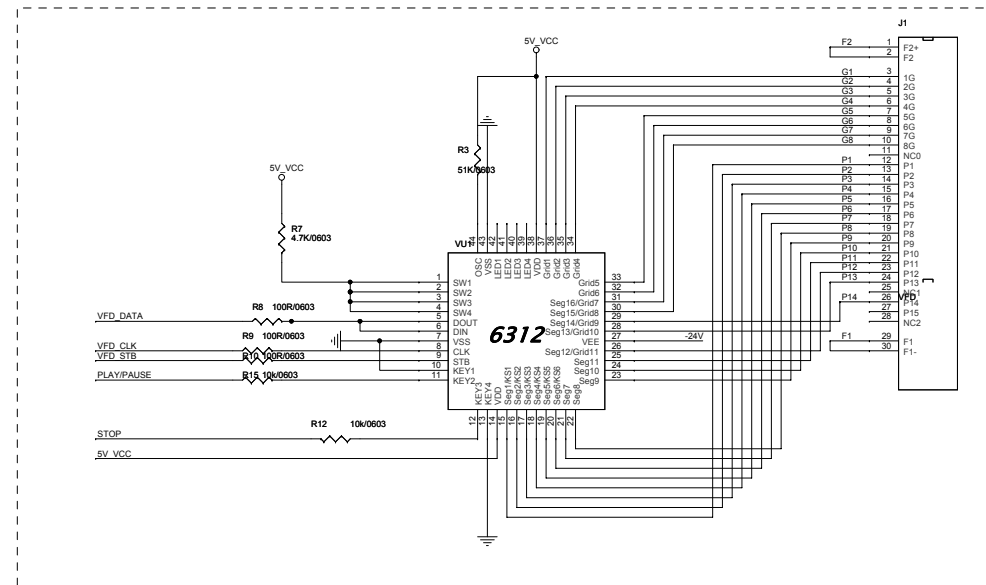 J1
5V_VCC
F2 1 F2+
2 F2
G1 3 1G
G2 4 2G
G3 5 3G
G4 6 4G
G5 7 5G
G6 8 6G
G7 9 7G
G8 10 8G
11 NC0
P1 12 P1
P2 13 P2
P3 14 P3
P4 15 P4
P5 16 P5
P6 17 P6
P7 18 P7
P8 19 P8
P9 20 P9
P10 21 P10
P11 22 P11
P12 23 P12
P13 24 P13
25 NC1
P14 26 P14
VFD
27 P15
28 NC2
F1 29 F1
30 F1-
R3
51K/0603
5V_VCC
R7
4.7K/0603
VU1
44 43 42 41 40 39 38 37 36 35 34
OSC VSS LED1 LED2 LED3 LED4 VDD Grid1 Grid2 Grid3 Grid4
1 SW1 Grid5 33
2 SW2 Grid6 32
3 SW3 Seg16/Grid7 31
4 SW4 Seg15/Grid8 30
R8 100R/0603
VFD_DATA 5 DOUT Seg14/Grid9 29
6 DIN Seg13/Grid10 28
6312
R9 100R/0603
7 VSS VEE 27 -24V
VFD_CLK 8 CLK Seg12/Grid11 26
VFD_STB R10 100R/0603 9 STB Seg11 25
10 KEY1 Seg10 24
PLAY/PAUSE R15 10k/0603 11 KEY2 Seg9 23
KEY3 KEY4 VDD Seg1/KS1 Seg2/KS2 Seg3/KS3 Seg4/KS4 Seg5/KS5 Seg6/KS6 Seg7 Seg8
12 13 14 15 16 17 18 19 20 21 22
R12 10k/0603
STOP
5V_VCC